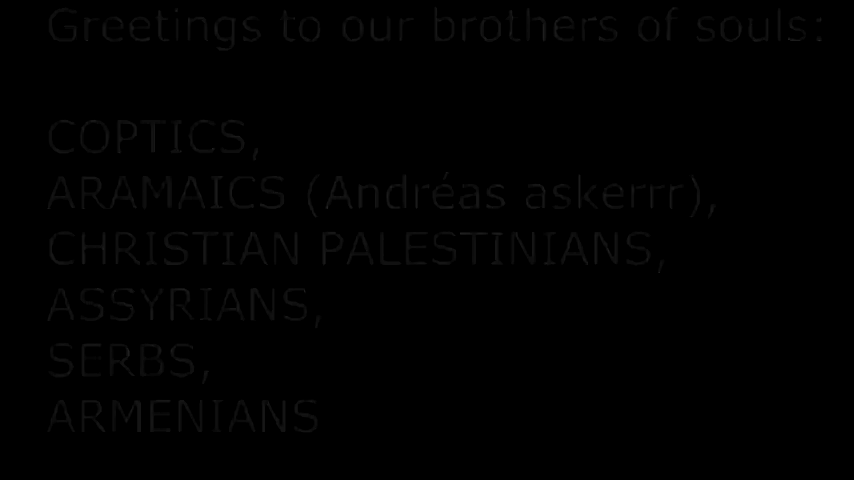 Greetings to our brothers of souls:
COPTICS,
ARAMAICS (Andréas askerrr),
CHRISTIAN PALESTINIANS,
ASSYRIANS,
SERBS,
ARMENIANS